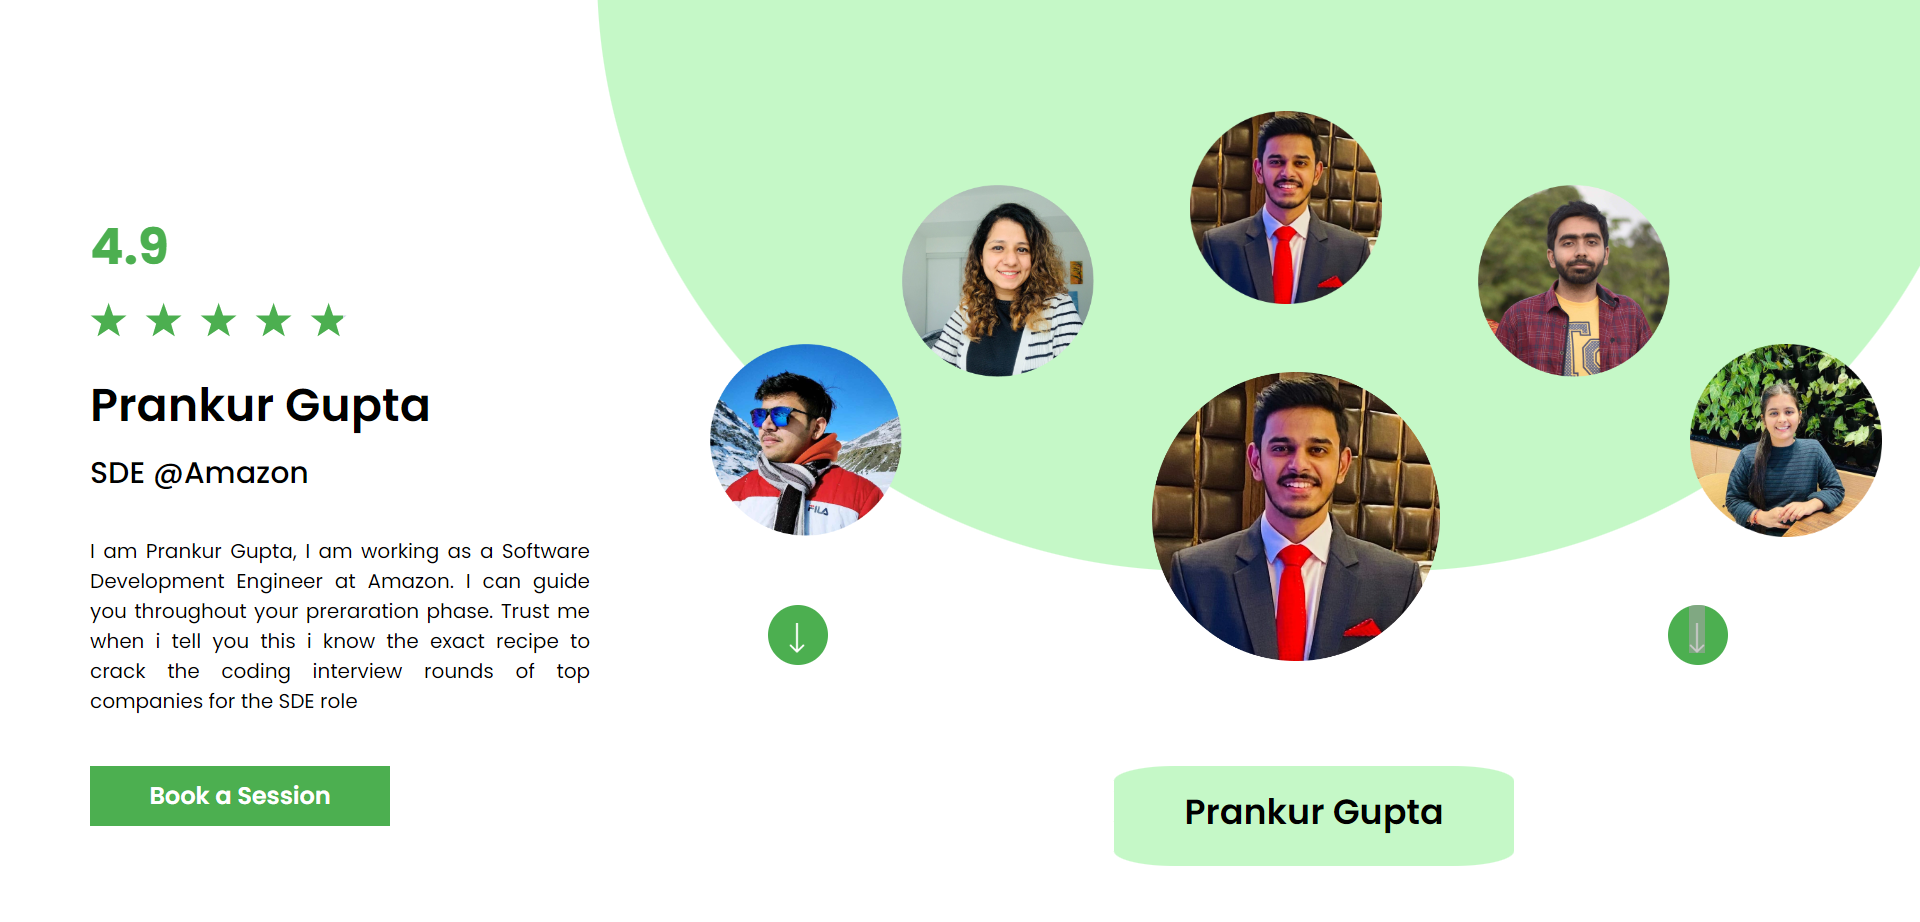 4.9
Prankur Gupta
SDE @Amazon
I am Prankur Gupta, I am working as a Software
Development Engineer at Amazon. I can guide
you throughout your preraration phase. Trust me
when i tell you this i know the exact recipe to
crack the coding interview rounds of top
companies for the SDE role
Book a Session
FILA
Prankur Gupta